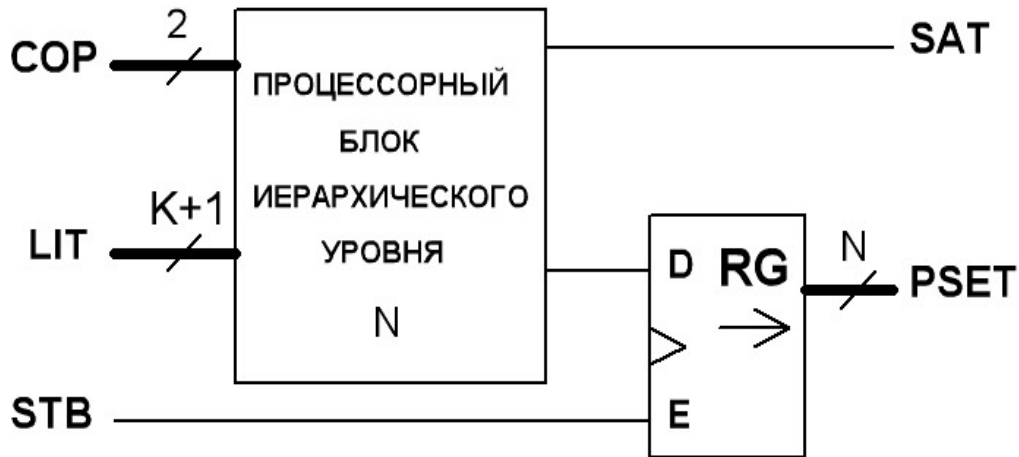 2
COP
SAT
ПРОЦЕССОРНЫЙ
БЛОК
ИЕРАРХИЧЕСКОГО
УРОВНЯ
N
K+1
LIT
D RG
N
PSET
STB
E